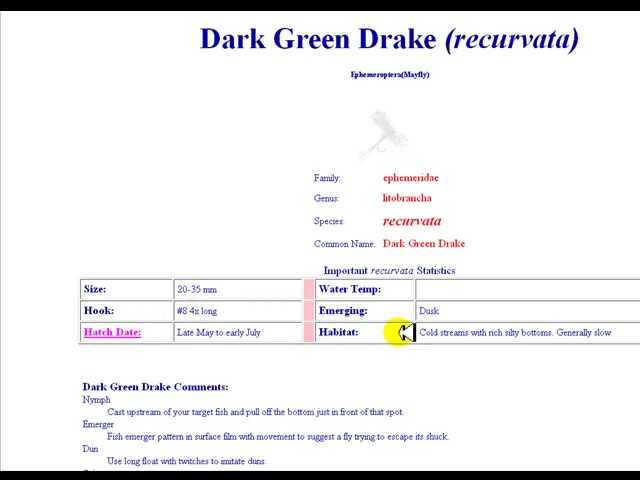 Dark Green Drake (recurvata)
Ephemeroptera(Mayfly)
Family: ephemeridae
Genus: litobrancha
Species: recurvata
Common Name: Dark Green Drake
Important recurvata Statistics
Size: 20-35 mm Water Temp:
Hook: #8 4x long Emerging: Dusk
Hatch Date: Late May to early July Habitat: Cold streams with rich silty bottoms. Generally slow
Dark Green Drake Comments:
Nymph
Cast upstream of your target fish and pull off the bottom just in front of that spot.
Emerger
Fish emerger pattern in surface film with movement to suggest a fly trying to escape its shuck.
Dun
Use long float with twitches to imitate duns.